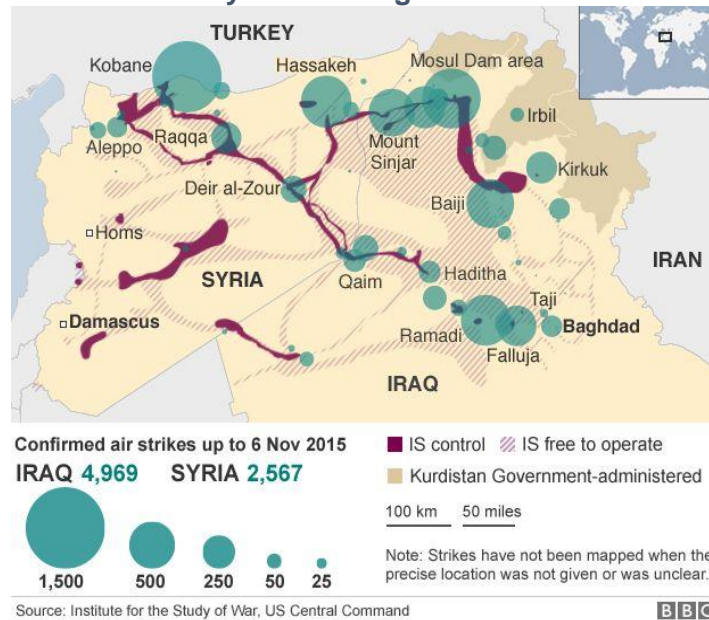 TURKEY
Kobane
Hassakeh
Mosul Dam area
Aleppo
Raqqa
Mount
Sinjar
Irbil
Kirkuk
Deir al-Zour
Baiji
Homs
SYRIA
Qaim
Haditha
IRAN
Damascus
Taji
Ramadi
Baghdad
Falluja
IRAQ
Confirmed air strikes up to 6 Nov 2015
IRAQ 4,969 SYRIA 2,567
1,500 500 250 50 25
IS control IS free to operate
Kurdistan Government-administered
100 km 50 miles
Note: Strikes have not been mapped when the
precise location was not given or was unclear.
Source: Institute for the Study of War, US Central Command
BBC